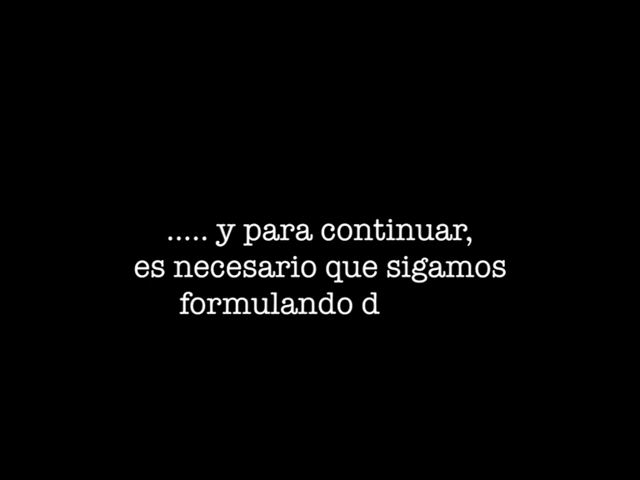 ..... y para continuar,
es necesario que sigamos
formulando d